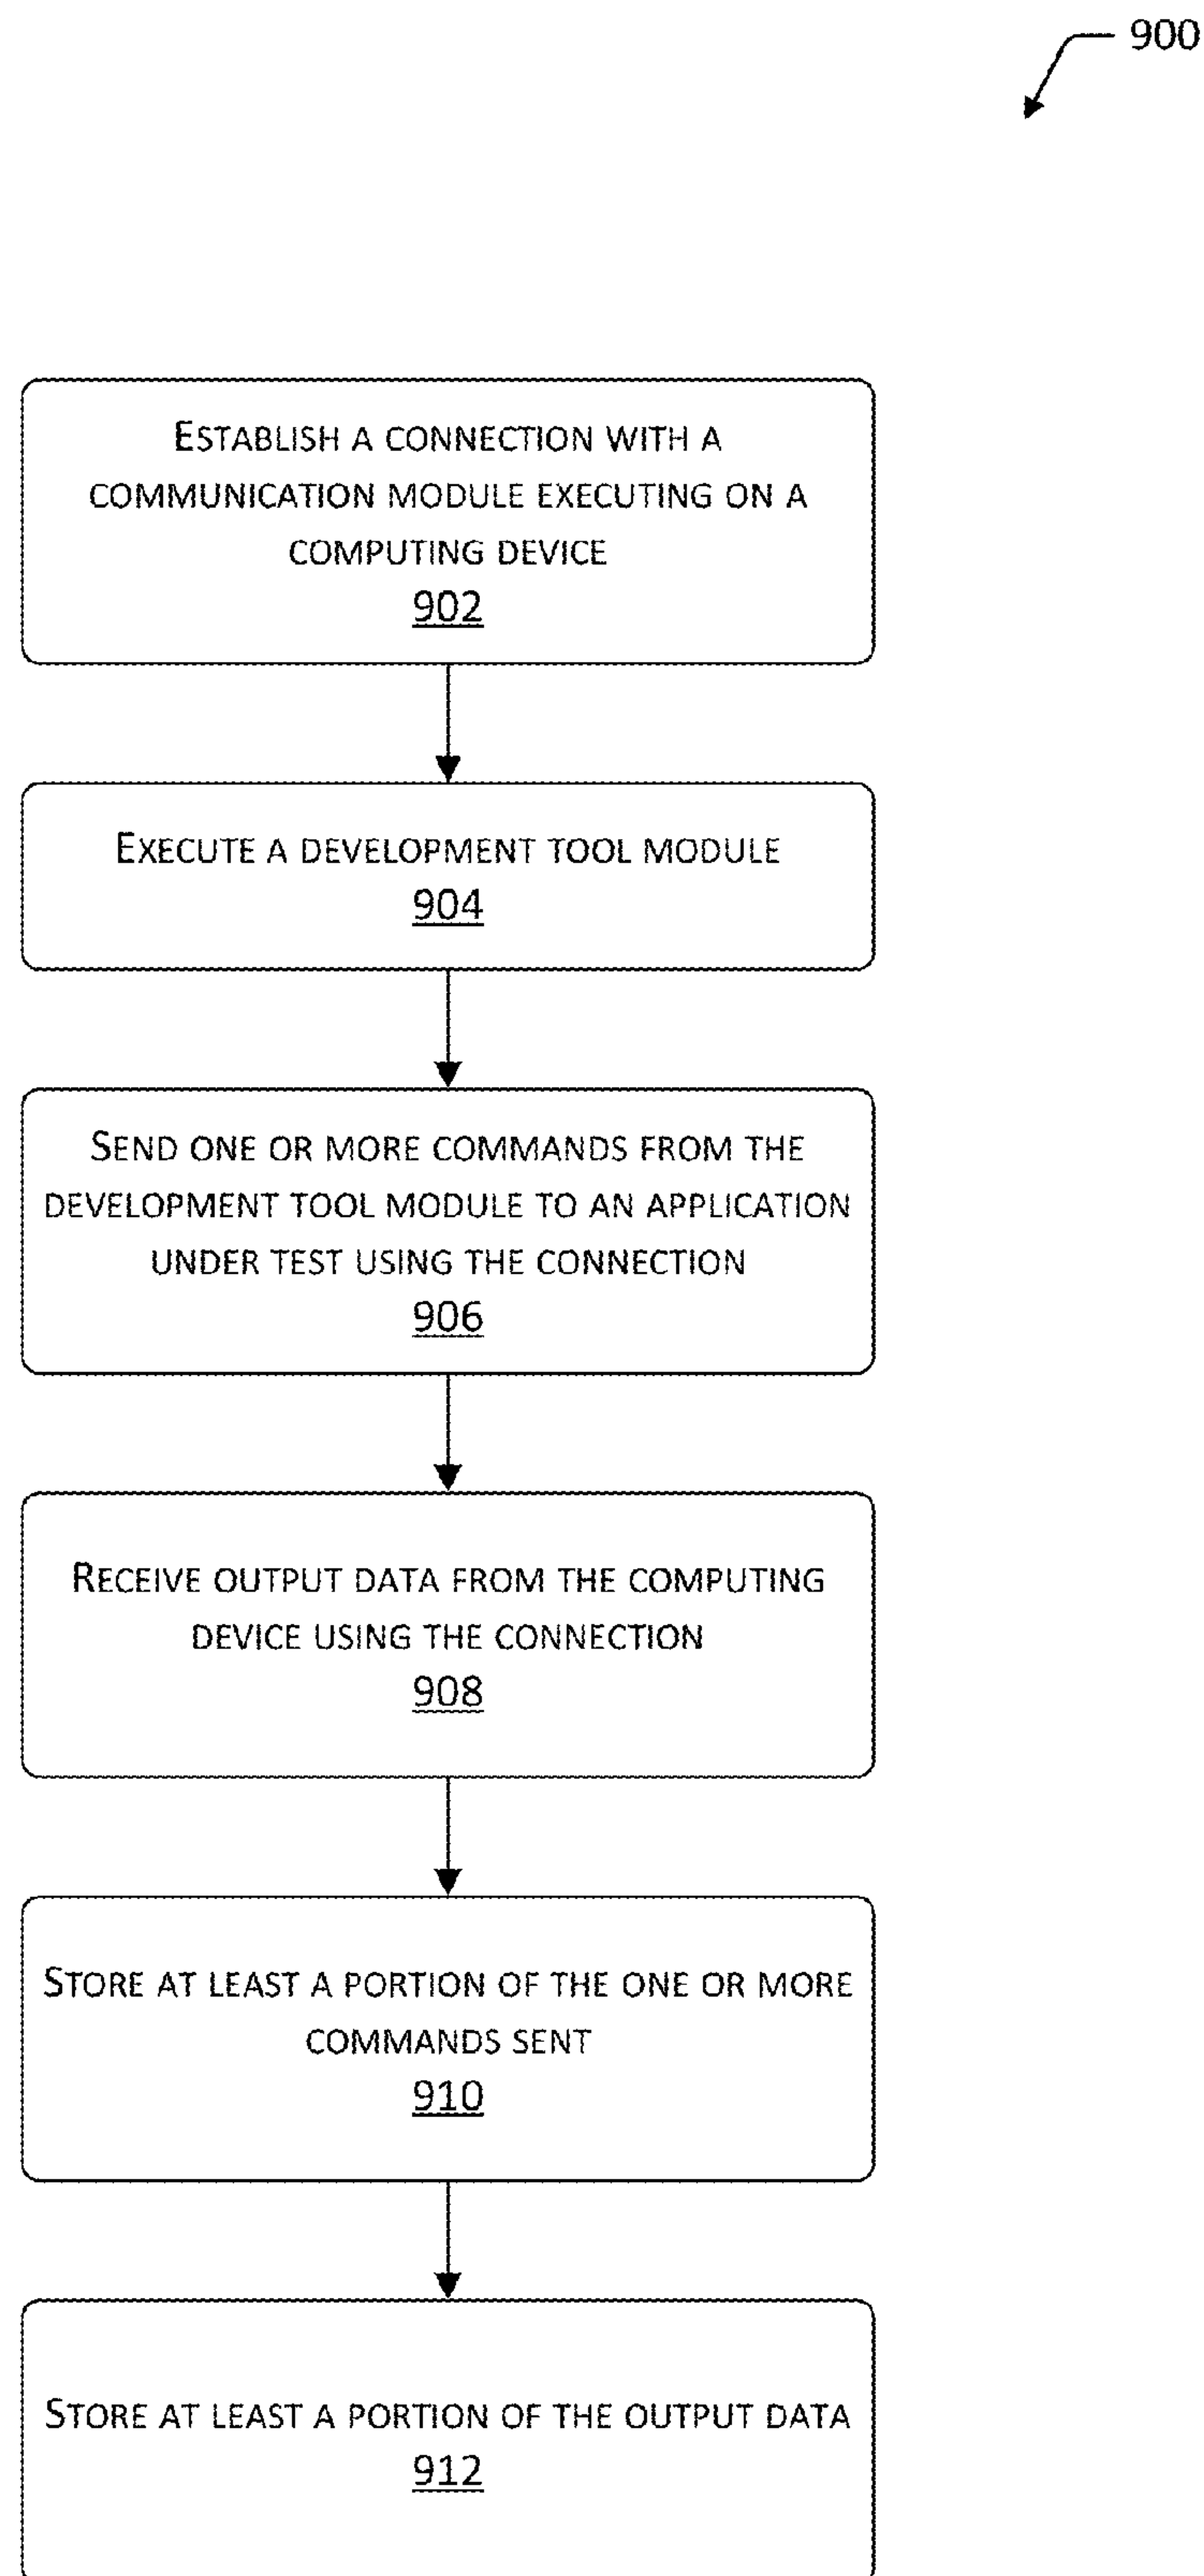 900
ESTABLISH A CONNECTION WITH A
COMMUNICATION MODULE EXECUTING ON A
COMPUTING DEVICE
902
EXECUTE A DEVELOPMENT TOOL MODULE
904
SEND ONE OR MORE COMMANDS FROM THE
DEVELOPMENT TOOL MODULE TO AN APPLICATION
UNDER TEST USING THE CONNECTION
906
RECEIVE OUTPUT DATA FROM THE COMPUTING
DEVICE USING THE CONNECTION
908
STORE AT LEAST A PORTION OF THE ONE OR MORE
COMMANDS SENT
910
STORE AT LEAST A PORTION OF THE OUTPUT DATA
912